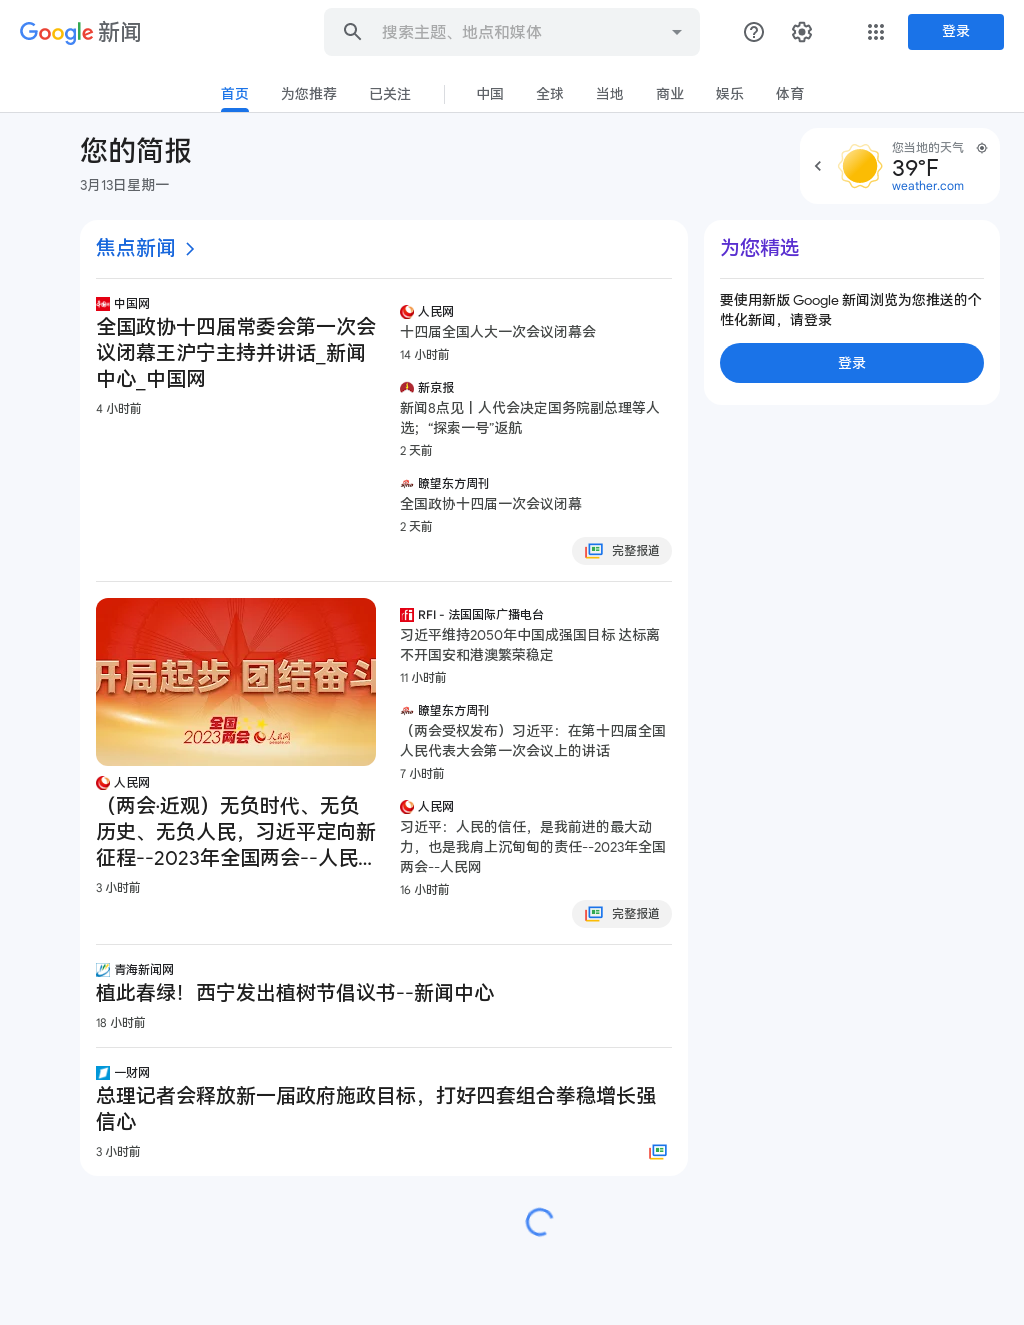 Google 新闻
搜索主题、地点和媒体
登录
首页
为您推荐
已关注
中国
全球
当地
商业
娱乐
体育
您的简报
3月13日星期一
您当地的天气
39°F
weather.com
焦点新闻
中国网
全国政协十四届常委会第一次会
议闭幕王沪宁主持并讲话_新闻
中心_中国网
4 小时前
人民网
十四届全国人大一次会议闭幕会
14 小时前
新京报
新闻8点见丨人代会决定国务院副总理等人
选；“探索一号”返航
2 天前
瞭望东方周刊
全国政协十四届一次会议闭幕
2 天前
完整报道
开局起步 团结奋斗
全国
2023两会
人民网
people.cn
人民网
（两会·近观）无负时代、无负
历史、无负人民，习近平定向新
征程--2023年全国两会--人民...
3 小时前
RFI - 法国国际广播电台
习近平维持2050年中国成强国目标 达标离
不开国安和港澳繁荣稳定
11 小时前
瞭望东方周刊
（两会受权发布）习近平：在第十四届全国
人民代表大会第一次会议上的讲话
7 小时前
人民网
习近平：人民的信任，是我前进的最大动
力，也是我肩上沉甸甸的责任--2023年全国
两会--人民网
16 小时前
完整报道
青海新闻网
植此春绿！西宁发出植树节倡议书--新闻中心
18 小时前
一财网
总理记者会释放新一届政府施政目标，打好四套组合拳稳增长强
信心
3 小时前
为您精选
要使用新版 Google 新闻浏览为您推送的个
性化新闻，请登录
登录